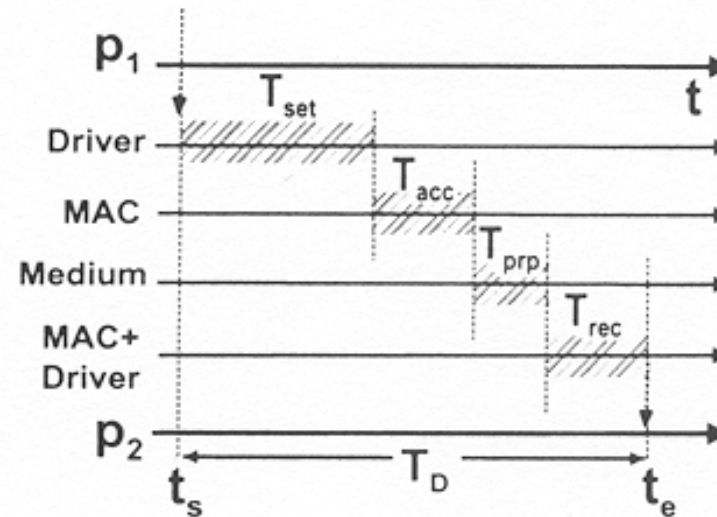 p1
t
Tset
Driver
Tacc
MAC
Tprp
Medium
Trec
MAC+
Driver
p2
TD
ts
te